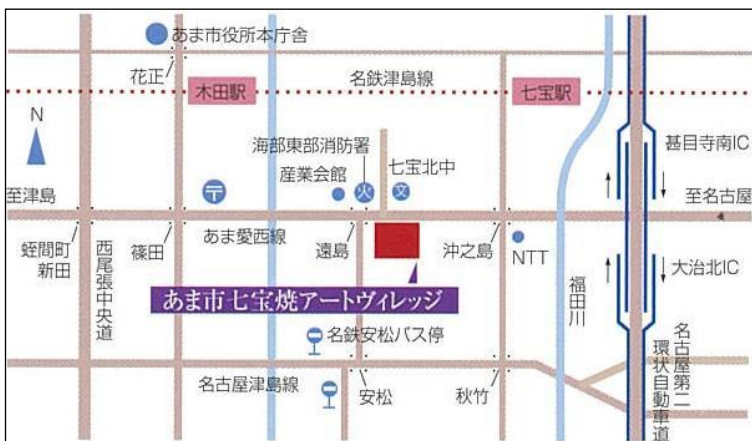 あま市役所本庁舎
花正
木田駅
名鉄津島線
七宝駅
N
海部東部消防署
甚目寺南IC
産業会館
七宝北中
火
文
〒
至津島
至名古屋
あま愛西線
蛭間町
新田
西尾張中央道
篠田
遠島
沖之島
NTT
福田川
大治北IC
あま市七宝焼アートヴィレッジ
名鉄安松バス停
名古屋津島線
安松
秋竹
名古屋第二
環状自動車道